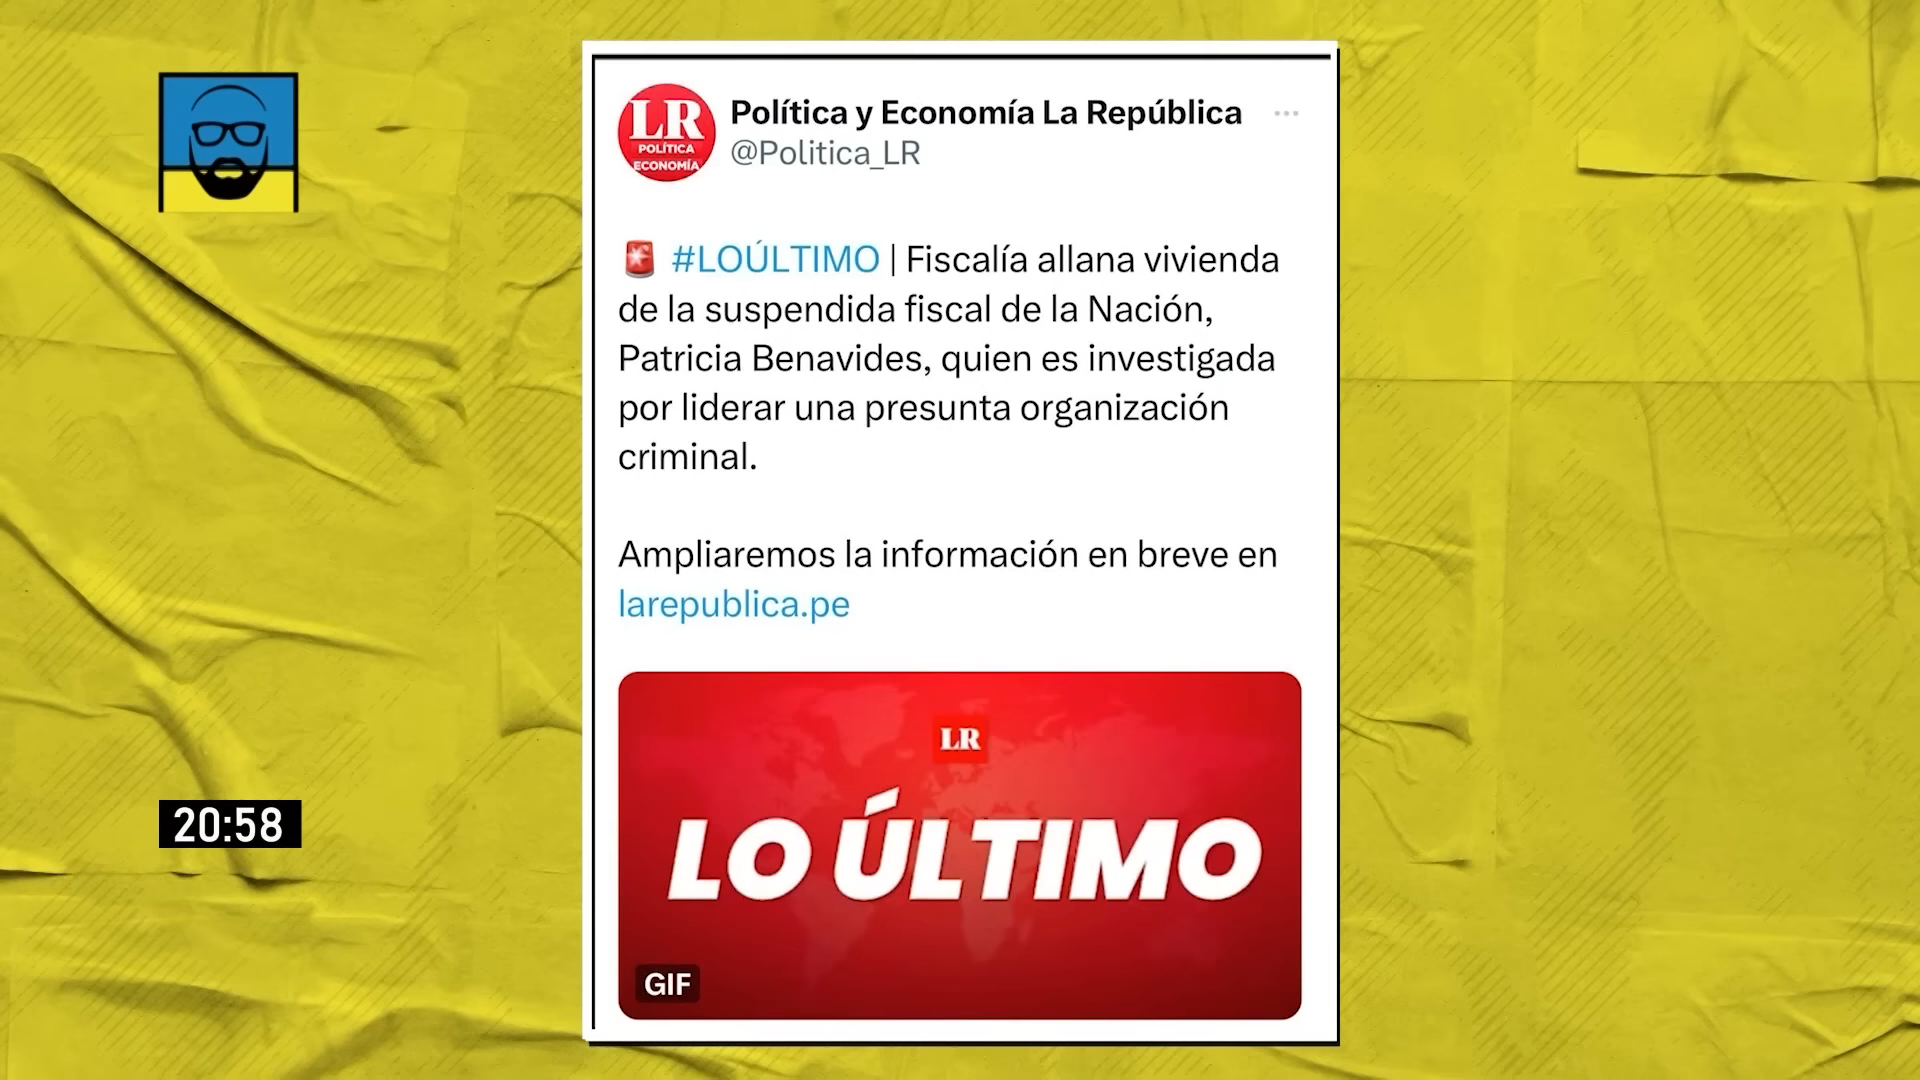 LR
POLÍTICA
ECONOMÍA
Política y Economía La República
@Politica_LR
#LOÚLTIMO | Fiscalía allana vivienda
de la suspendida fiscal de la Nación,
Patricia Benavides, quien es investigada
por liderar una presunta organización
criminal.
Ampliaremos la información en breve en
larepublica.pe
LR
LO ÚLTIMO
GIF
20:58